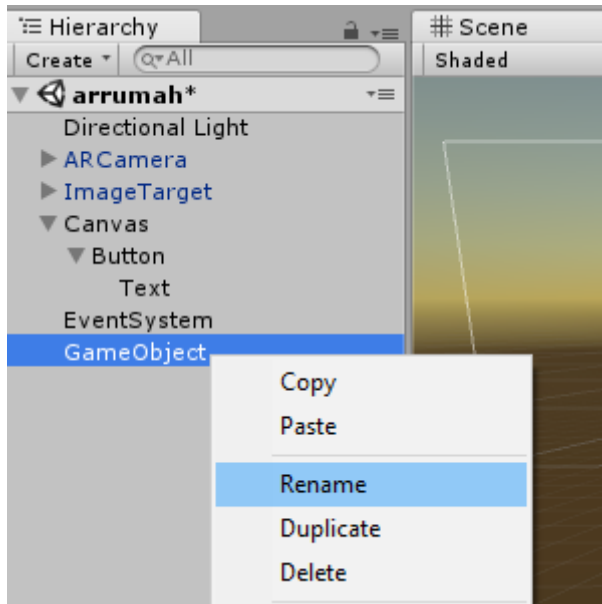 Hierarchy
Scene
Create
All
Shaded
arrumah*
Directional Light
ARCamera
ImageTarget
Canvas
Button
Text
EventSystem
GameObject
Copy
Paste
Rename
Duplicate
Delete